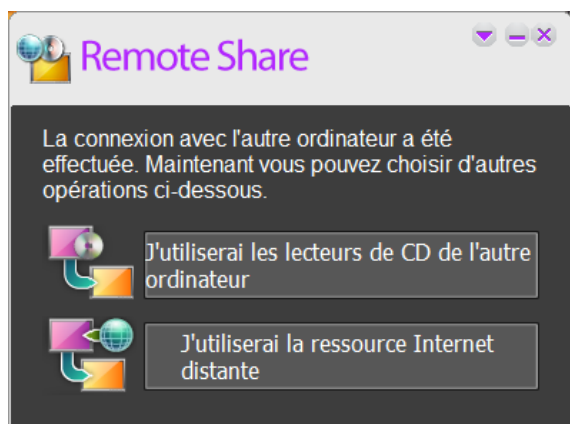 Remote Share
La connexion avec l'autre ordinateur a été
effectuée. Maintenant vous pouvez choisir d'autres
opérations ci-dessous.
J'utiliserai les lecteurs de CD de l'autre
ordinateur
J'utiliserai la ressource Internet
distante